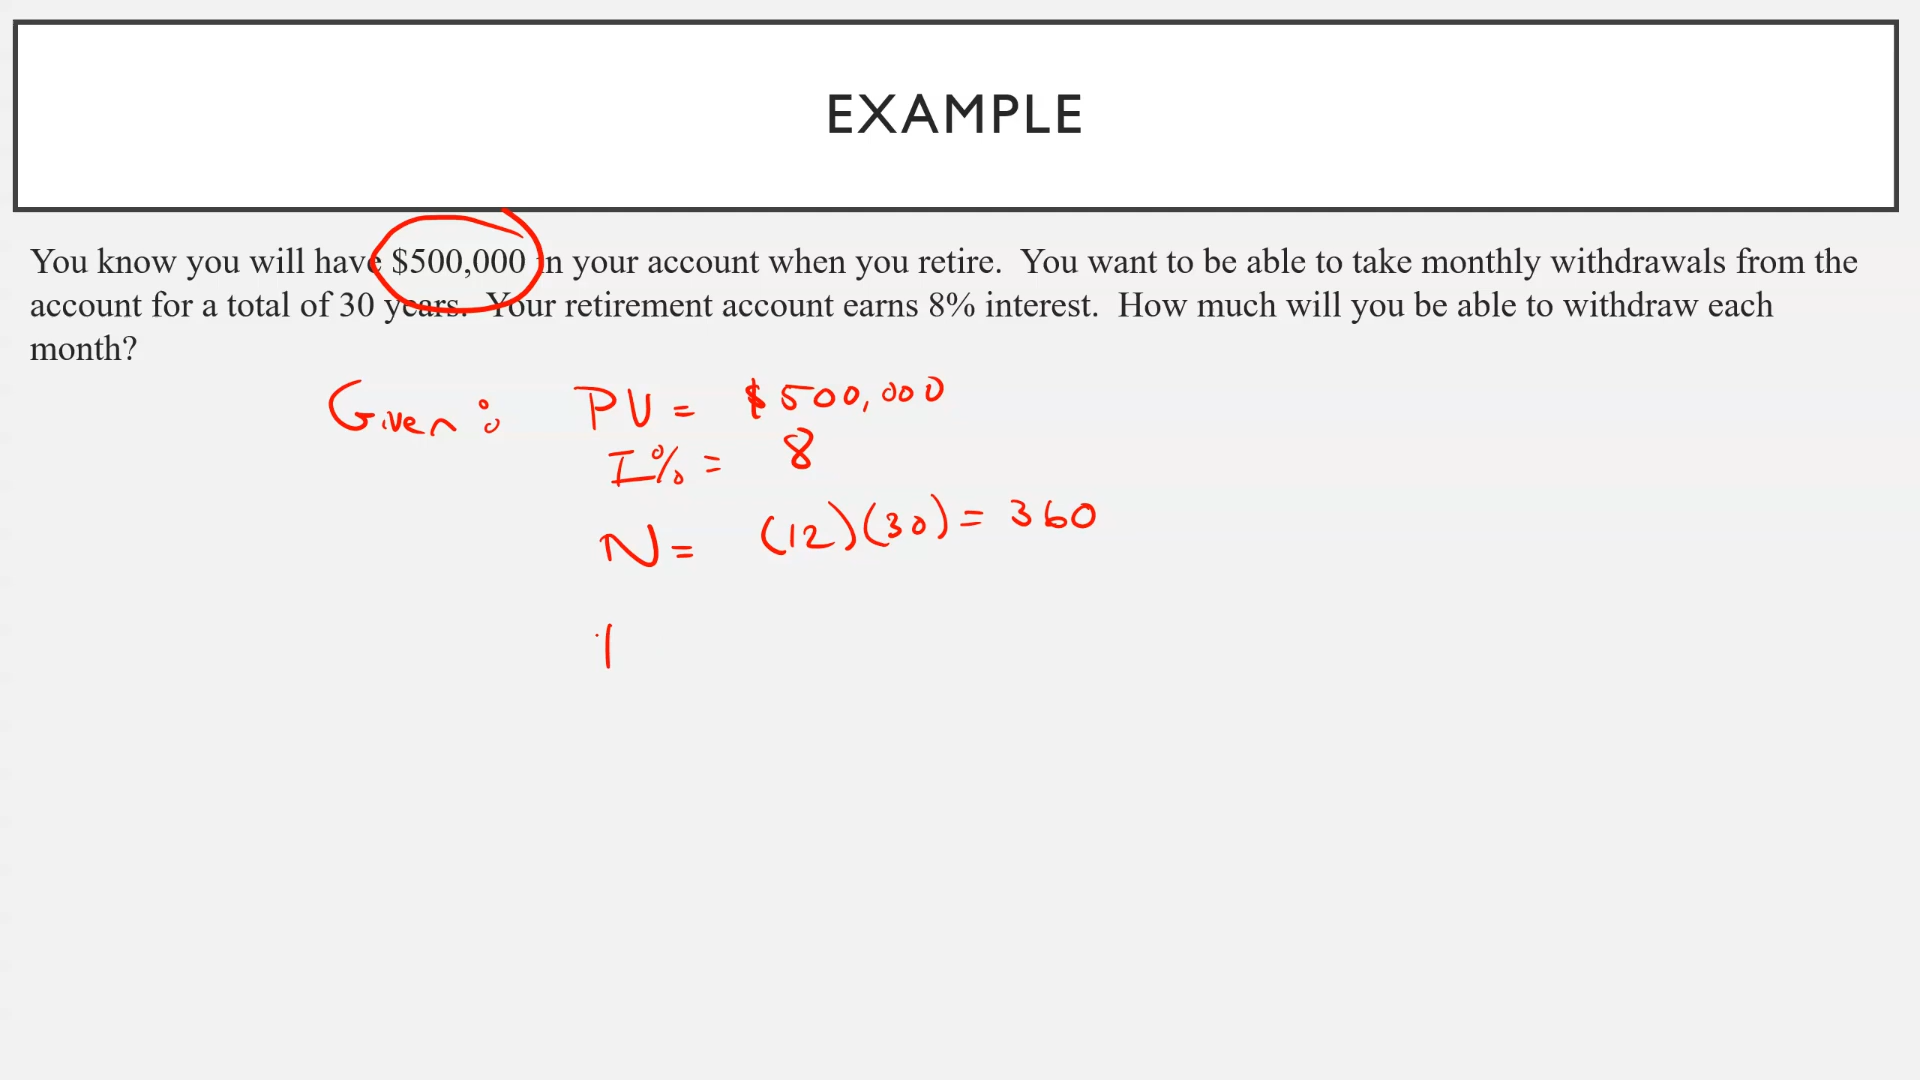 EXAMPLE
You know you will have $500,000 in your account when you retire. You want to be able to take monthly withdrawals from the
account for a total of 30 years. Your retirement account earns 8% interest. How much will you be able to withdraw each
month?
Given: PV = $500,000
I% = 8
N = (12)(30) = 360